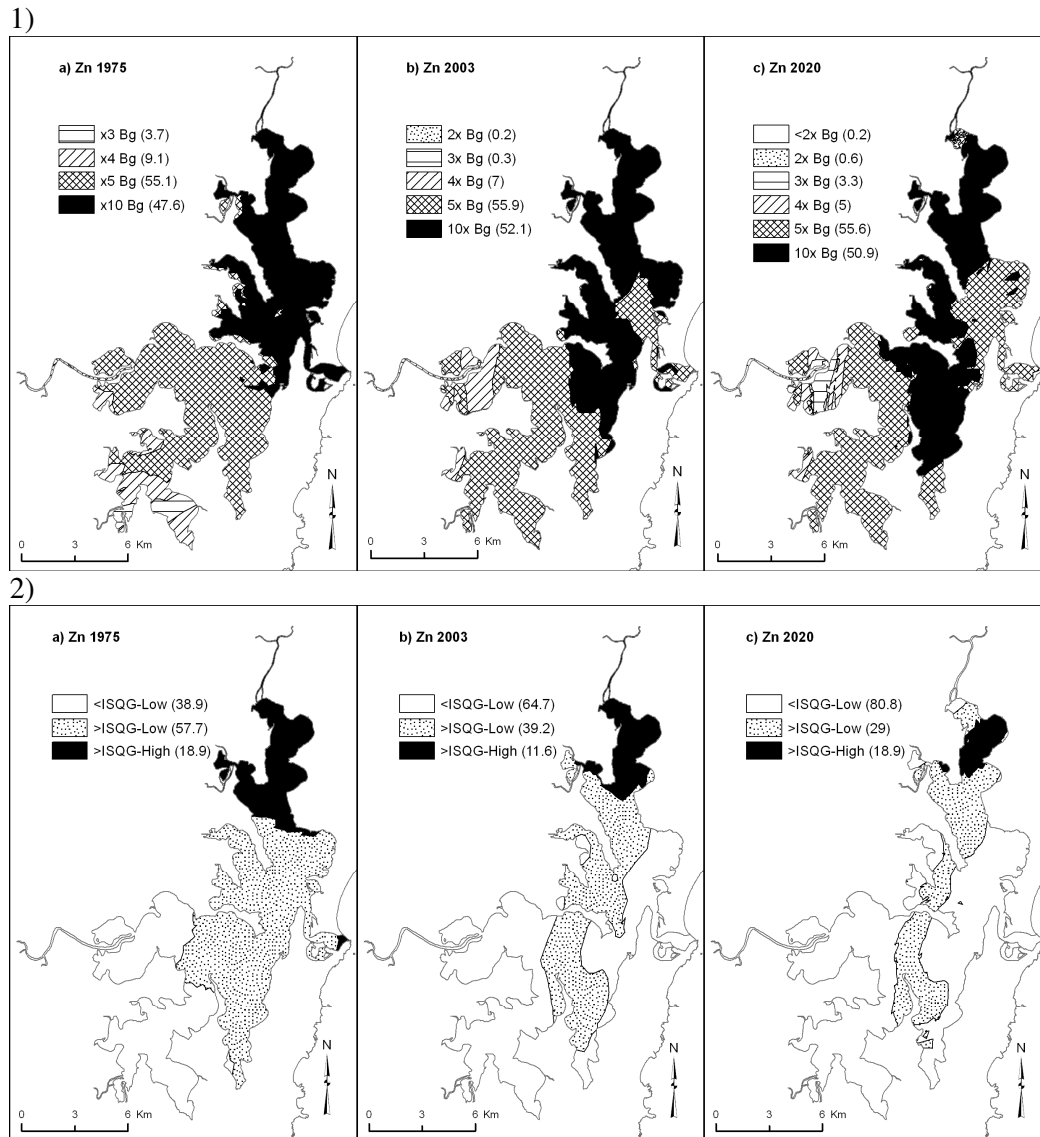 1)
a) Zn 1975
x3 Bg (3.7)
x4 Bg (9.1)
x5 Bg (55.1)
x10 Bg (47.6)
N
0 3 6 Km
b) Zn 2003
2x Bg (0.2)
3x Bg (0.3)
4x Bg (7)
5x Bg (55.9)
10x Bg (52.1)
N
0 3 6 Km
c) Zn 2020
<2x Bg (0.2)
2x Bg (0.6)
3x Bg (3.3)
4x Bg (5)
5x Bg (55.6)
10x Bg (50.9)
N
0 3 6 Km
2)
a) Zn 1975
<ISQG-Low (38.9)
>ISQG-Low (57.7)
>ISQG-High (18.9)
N
0 3 6 Km
b) Zn 2003
<ISQG-Low (64.7)
>ISQG-Low (39.2)
>ISQG-High (11.6)
N
0 3 6 Km
c) Zn 2020
<ISQG-Low (80.8)
>ISQG-Low (29)
>ISQG-High (18.9)
N
0 3 6 Km